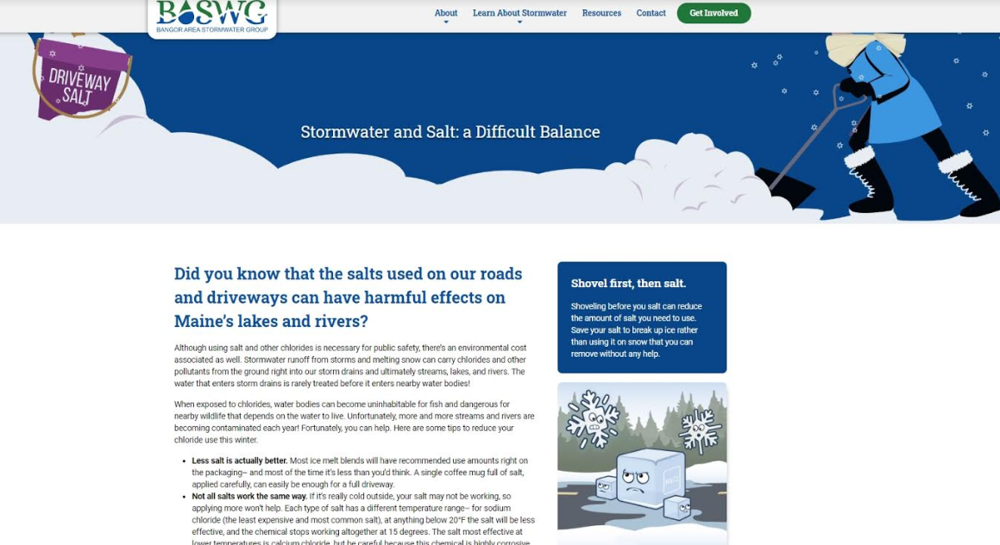 BASWG
BANGOR AREA STORMWATER GROUP
About
Learn About Stormwater
Resources
Contact
Get Involved
DRIVEWAY
SALT
Stormwater and Salt: a Difficult Balance
Did you know that the salts used on our roads
and driveways can have harmful effects on
Maine's lakes and rivers?
Although using salt and other chlorides is necessary for public safety, there's an environmental cost
associated as well. Stormwater runoff from storms and melting snow can carry chlorides and other
pollutants from the ground right into our storm drains and ultimately streams, lakes, and rivers. The
water that enters storm drains is rarely treated before it enters nearby water bodies!
When exposed to chlorides, water bodies can become uninhabitable for fish and dangerous for
nearby wildlife that depends on the water to live. Unfortunately, more and more streams and rivers are
becoming contaminated each year! Fortunately, you can help. Here are some tips to reduce your
chloride use this winter.
• Less salt is actually better. Most ice melt blends will have recommended use amounts right on
the packaging– and most of the time it's less than you'd think. A single coffee mug full of salt,
applied carefully, can easily be enough for a full driveway.
• Not all salts work the same way. If it's really cold outside, your salt may not be working, so
applying more won't help. Each type of salt has a different temperature range– for sodium
chloride (the least expensive and most common salt), at anything below 20°F the salt will be less
effective, and the chemical stops working altogether at 15 degrees. The salt most effective at
lower temperatures is calcium chloride, but be careful because this chemical is highly corrosive
Shovel first, then salt.
Shoveling before you salt can reduce
the amount of salt you need to use.
Save your salt to break up ice rather
than using it on snow that you can
remove without any help.